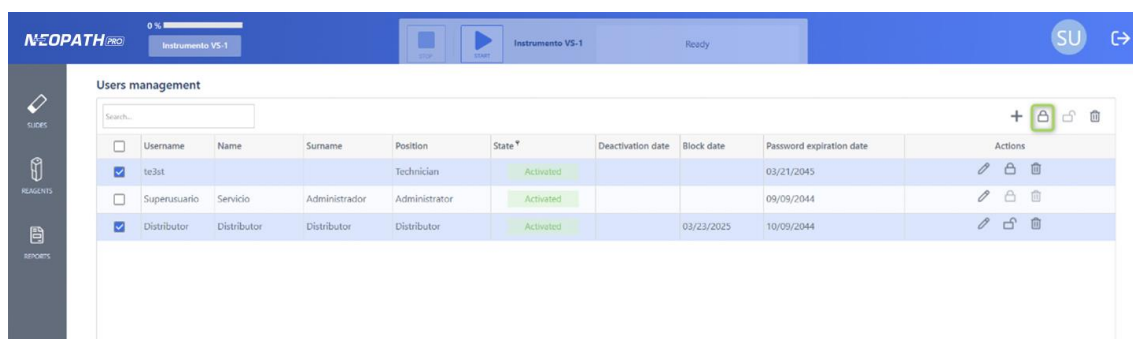 NEOPATH PRO
0 %
Instrumento VS-1
STOP
START
Instrumento VS-1
Ready
SU
SLIDES
REAGENTS
REPORTS
Users management
Search...
Username Name Surname Position State Deactivation date Block date Password expiration date Actions
te3st Technician Activated 03/21/2045
Superusuario Servicio Administrador Administrator Activated 09/09/2044
Distributor Distributor Distributor Distributor Activated 03/23/2025 10/09/2044